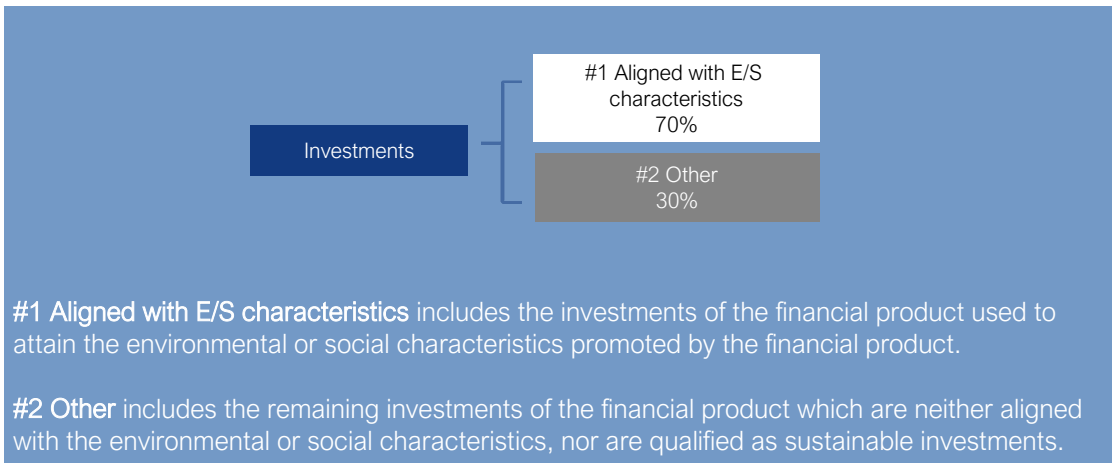 #1 Aligned with E/S
characteristics
70%
Investments
#2 Other
30%
#1 Aligned with E/S characteristics includes the investments of the financial product used to
attain the environmental or social characteristics promoted by the financial product.
#2 Other includes the remaining investments of the financial product which are neither aligned
with the environmental or social characteristics, nor are qualified as sustainable investments.